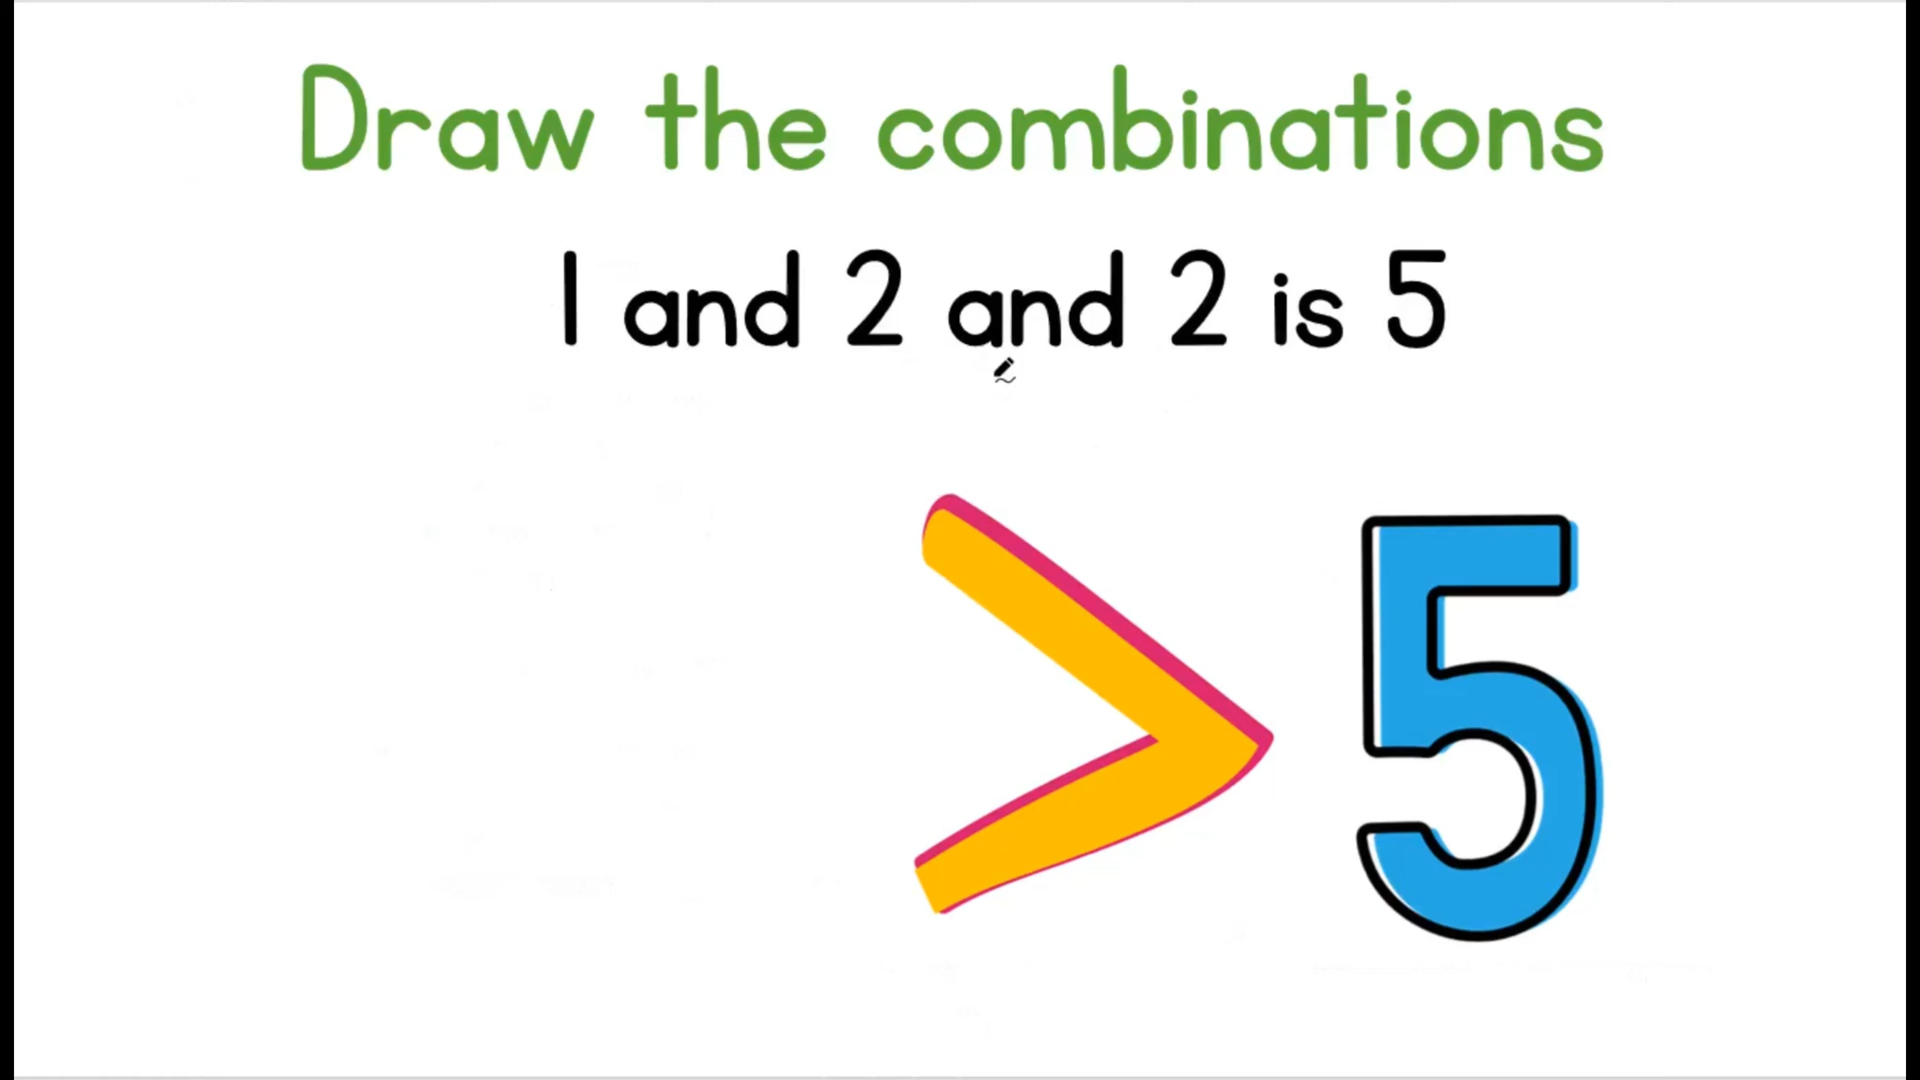 Draw the combinations
1 and 2 and 2 is 5
> 5